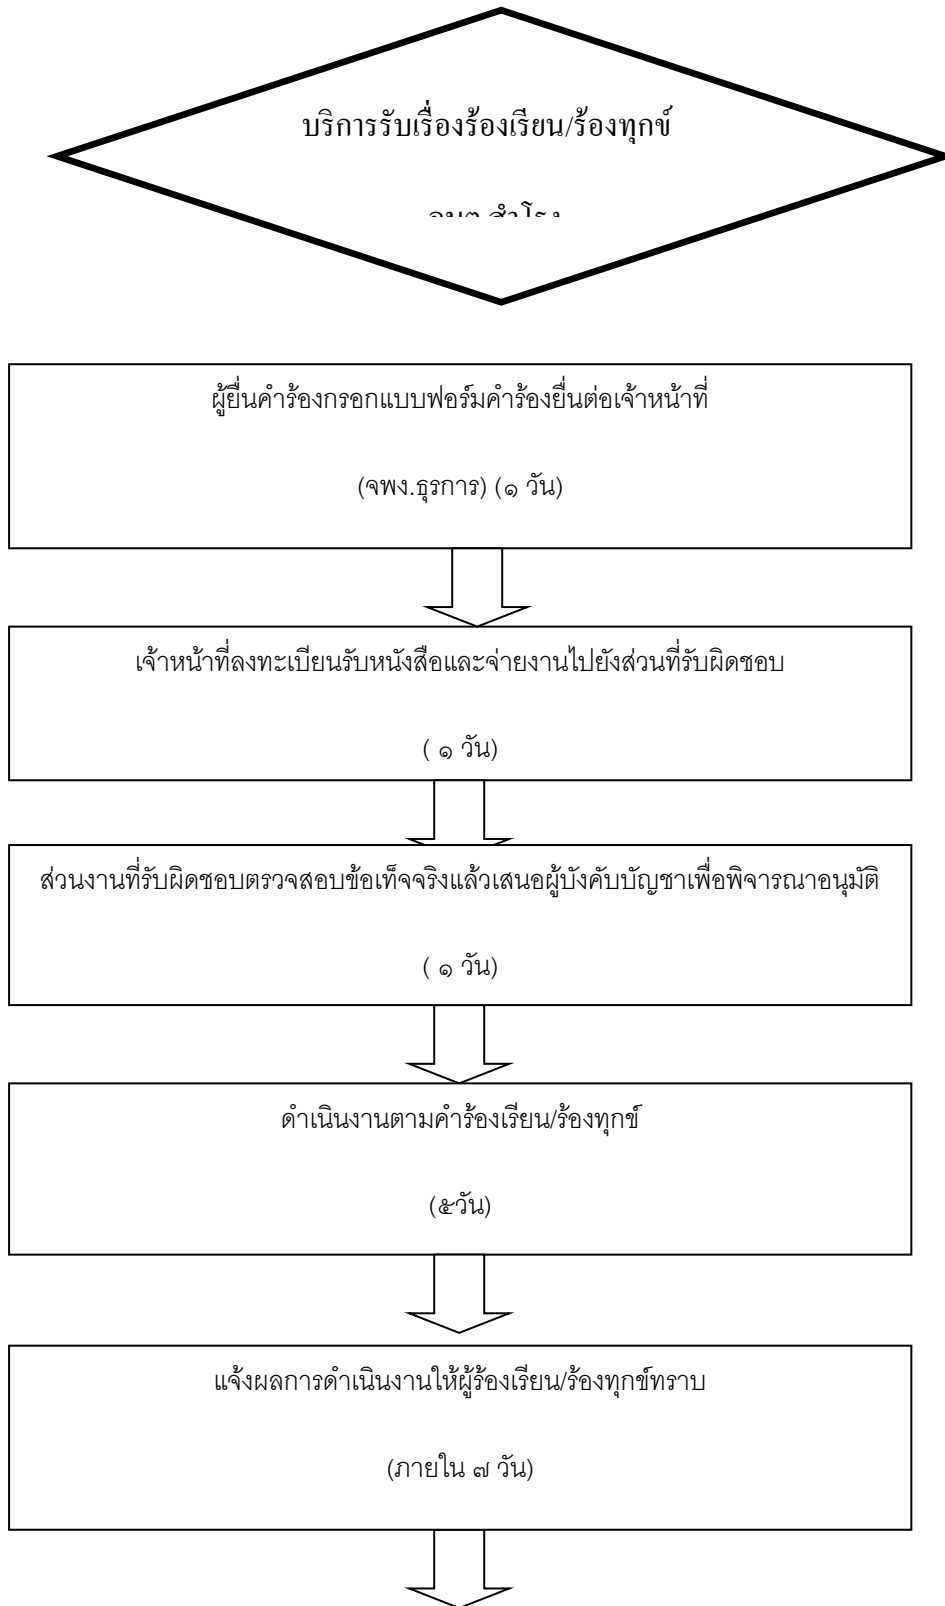 บริการรับเรื่องร้องเรียน/ร้องทุกข์
อบต.สำโรง
ผู้ยื่นคำร้องกรอกแบบฟอร์มคำร้องยื่นต่อเจ้าหน้าที่
(จพง.ธุรการ) (๑ วัน)
เจ้าหน้าที่ลงทะเบียนรับหนังสือและจ่ายงานไปยังส่วนที่รับผิดชอบ
( ๑ วัน)
ส่วนงานที่รับผิดชอบตรวจสอบข้อเท็จจริงแล้วเสนอผู้บังคับบัญชาเพื่อพิจารณาอนุมัติ
( ๑ วัน)
ดำเนินงานตามคำร้องเรียน/ร้องทุกข์
(๕วัน)
แจ้งผลการดำเนินงานให้ผู้ร้องเรียน/ร้องทุกข์ทราบ
(ภายใน ๗ วัน)